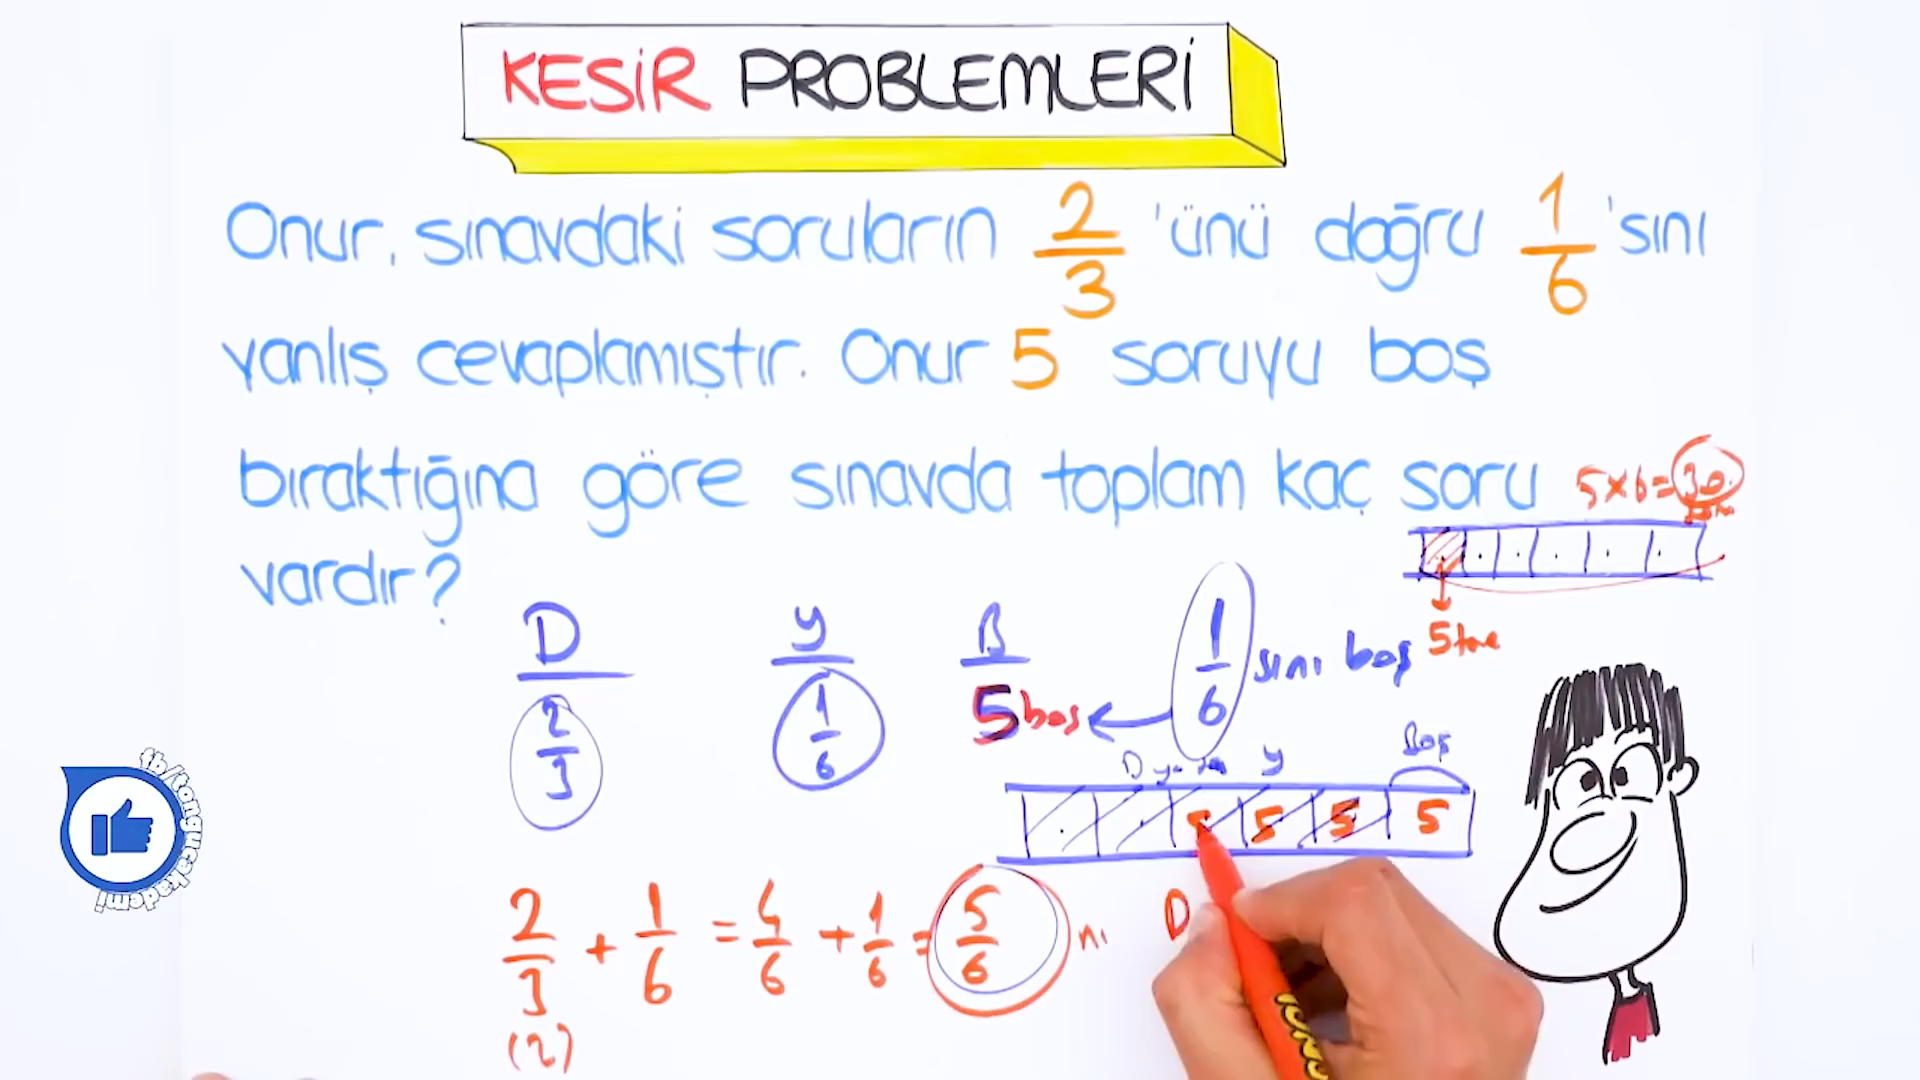 KESİR PROBLEMLERİ
Onur, sınavdaki soruların 2/3 'ünü doğru 1/6 'sını
yanlış cevaplamıştır. Onur 5 soruyu boş
bıraktığına göre sınavda toplam kaç soru
vardır?
5 x 6 = 30
5 tane
D Y B
2/3 1/6 5 boş ← 1/6 sını boş
D y Y Boş
5 5 5 5
2/3 + 1/6 = 4/6 + 1/6 = 5/6 nı D
(2)
fb/tongucakademi